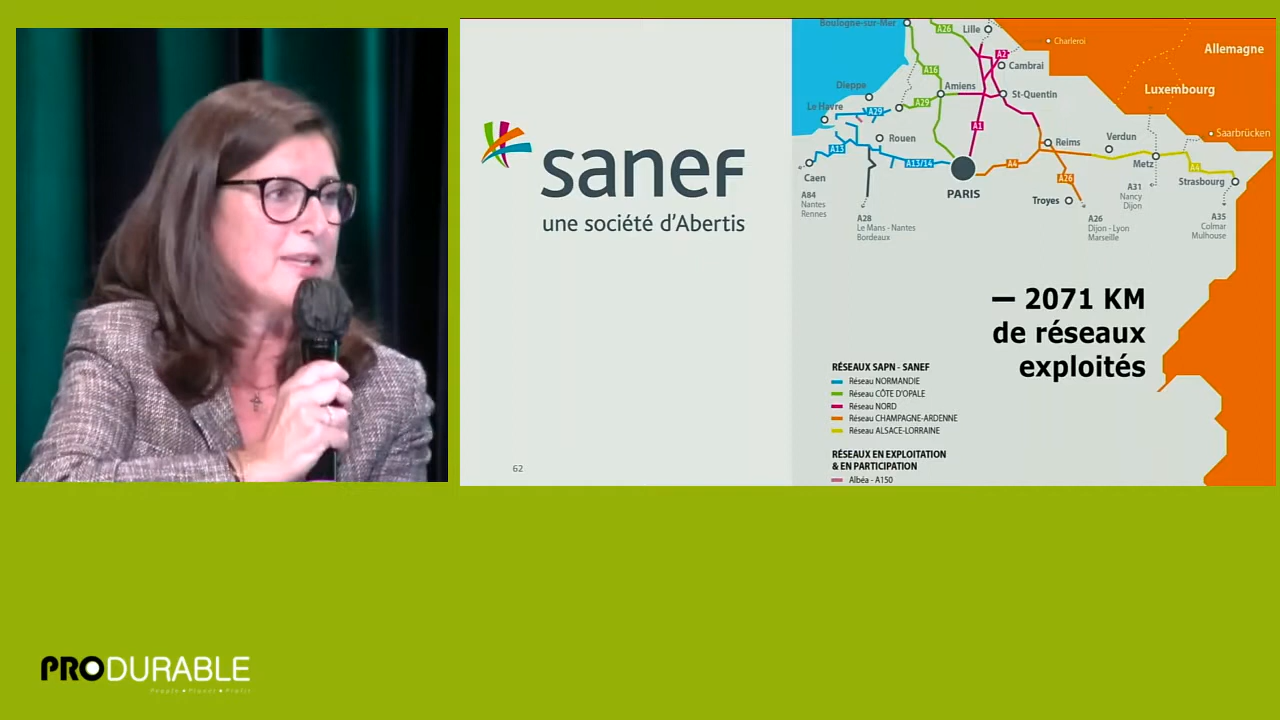 sanef
une société d'Abertis
62
Boulogne-sur-Mer
A26
Lille
Charleroi
Allemagne
A2
Cambrai
A16
Luxembourg
Dieppe
Amiens
St-Quentin
A29
Le Havre
A29
A1
Saarbrücken
Rouen
Reims
Verdun
A13
A13/14
A4
Metz
A4
Caen
PARIS
A26
Strasbourg
A84
Nantes
Rennes
Troyes
A31
Nancy
Dijon
A28
Le Mans - Nantes
Bordeaux
A26
Dijon - Lyon
Marseille
A35
Colmar
Mulhouse
— 2071 KM
de réseaux
exploités
RÉSEAUX SAPN - SANEF
Réseau NORMANDIE
Réseau CÔTE D'OPALE
Réseau NORD
Réseau CHAMPAGNE-ARDENNE
Réseau ALSACE-LORRAINE
RÉSEAUX EN EXPLOITATION
& EN PARTICIPATION
Albéa - A150
PRODURABLE
People • Planet • Profit